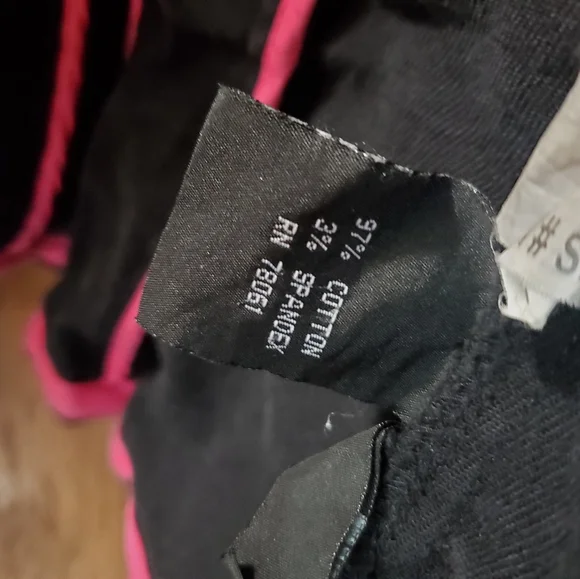 97% COTTON
3% SPANDEX
RN 78061
S
#